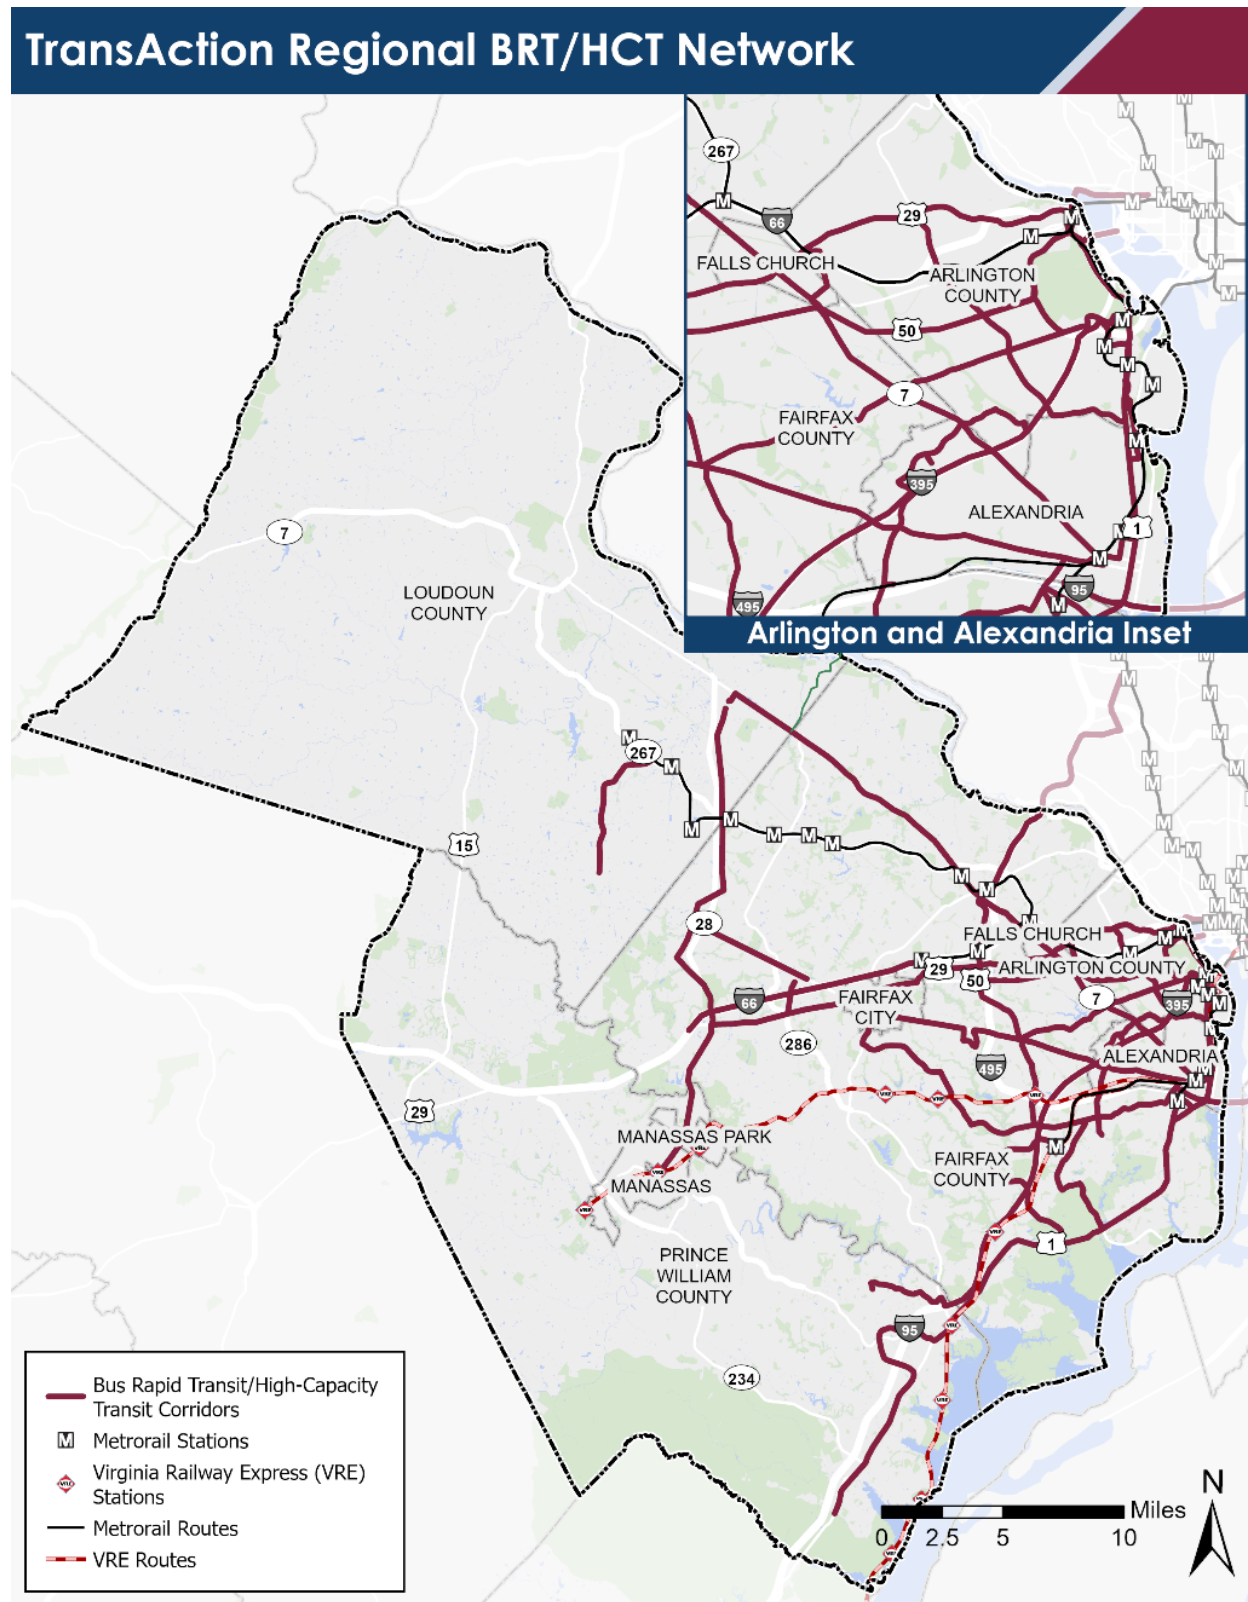 TransAction Regional BRT/HCT Network
267
66
29
FALLS CHURCH
ARLINGTON
COUNTY
50
7
FAIRFAX
COUNTY
395
ALEXANDRIA
1
95
495
Arlington and Alexandria Inset
7
LOUDOUN
COUNTY
267
15
28
FALLS CHURCH
29
ARLINGTON COUNTY
50
66
FAIRFAX
CITY
7
395
286
ALEXANDRIA
495
29
MANASSAS PARK
FAIRFAX
COUNTY
MANASSAS
1
PRINCE
WILLIAM
COUNTY
95
234
Bus Rapid Transit/High-Capacity
Transit Corridors
M Metrorail Stations
VRE Virginia Railway Express (VRE)
Stations
Metrorail Routes
VRE Routes
N
Miles
0 2.5 5 10